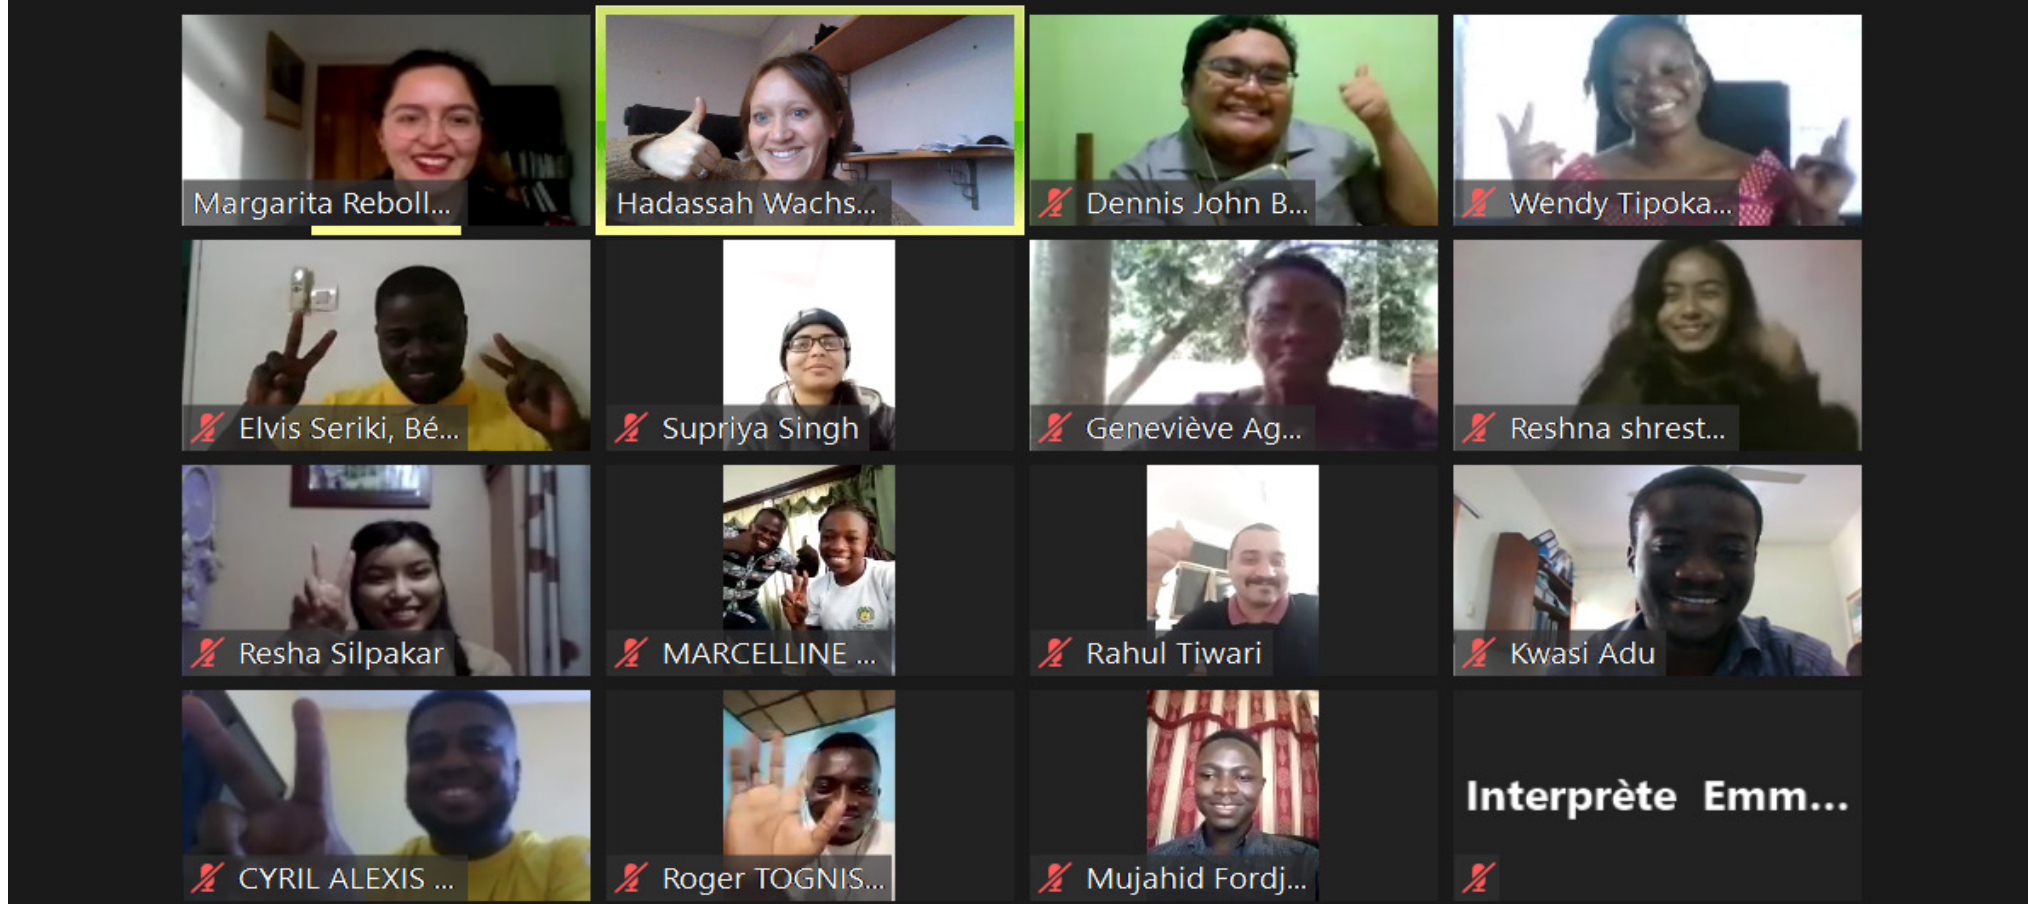 Margarita Reboll...
Hadassah Wachs...
Dennis John B...
Wendy Tipoka...
Elvis Seriki, Bé...
Supriya Singh
Geneviève Ag...
Reshna shrest...
Resha Silpakar
MARCELLINE ...
Rahul Tiwari
Kwasi Adu
CYRIL ALEXIS ...
Roger TOGNIS...
Mujahid Fordj...
Interprète Emm...